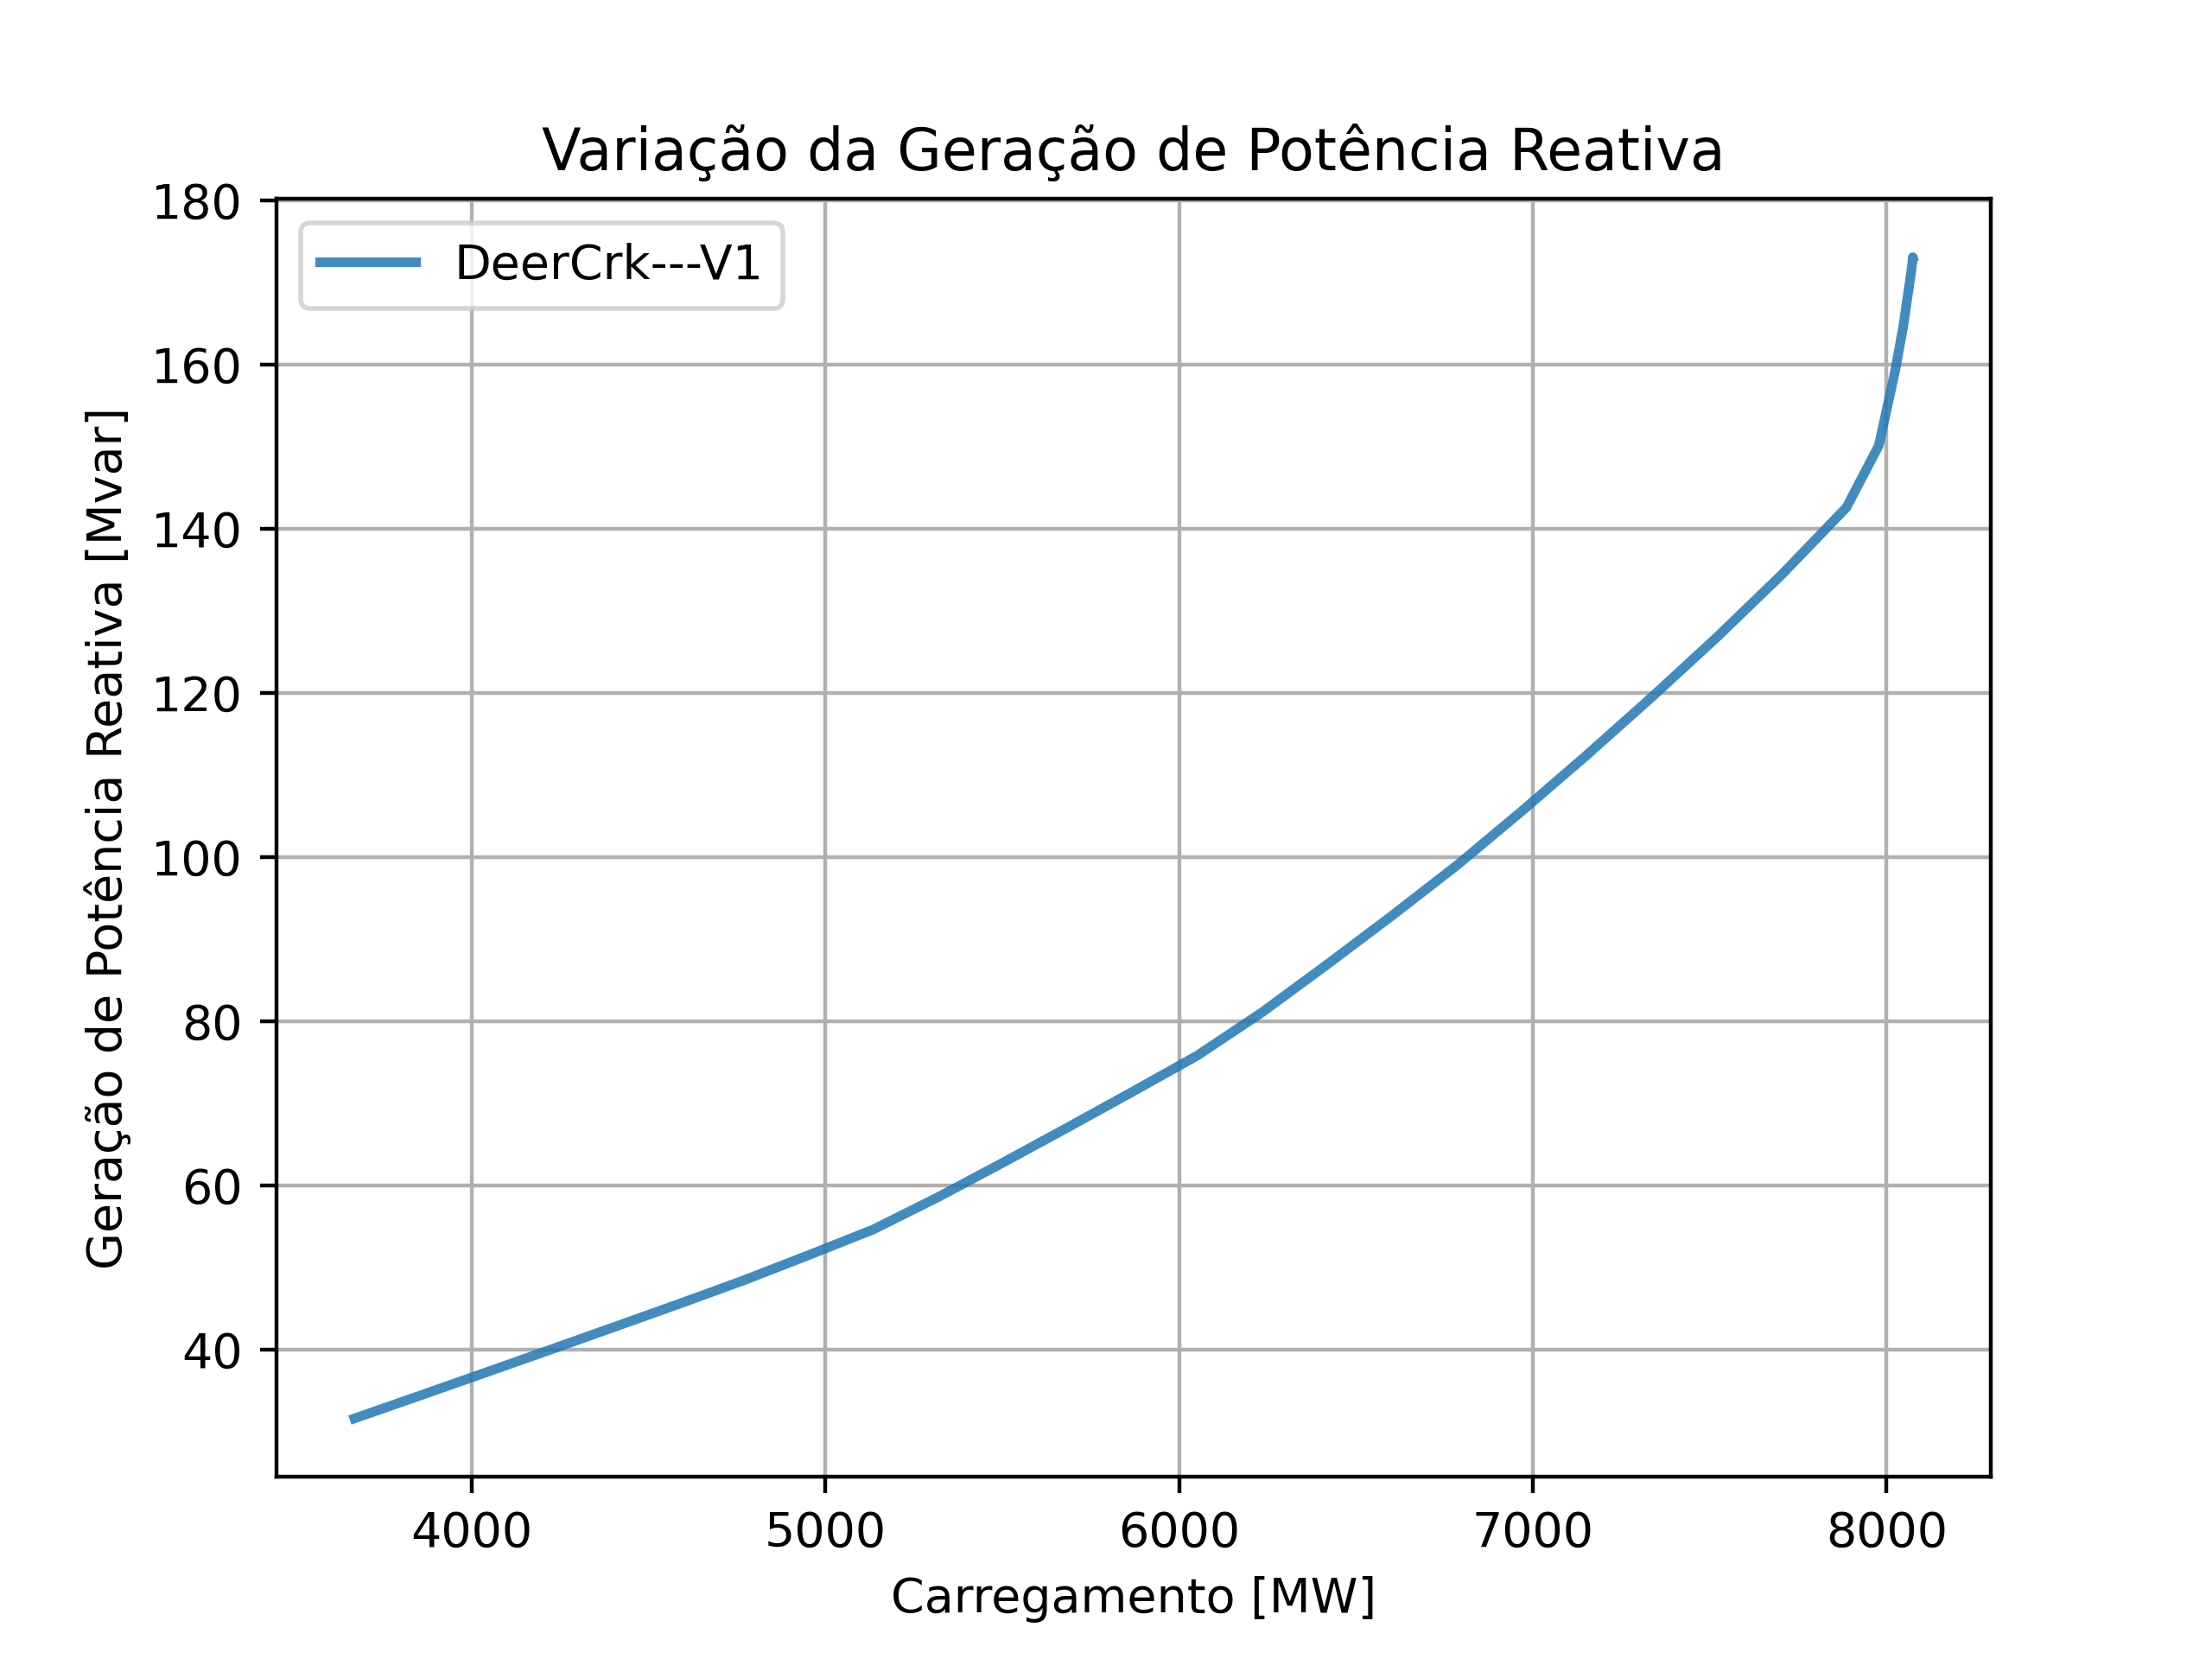 Variação da Geração de Potência Reativa
DeerCrk---V1
Geração de Potência Reativa [Mvar]
180
160
140
120
100
80
60
40
4000 5000 6000 7000 8000
Carregamento [MW]